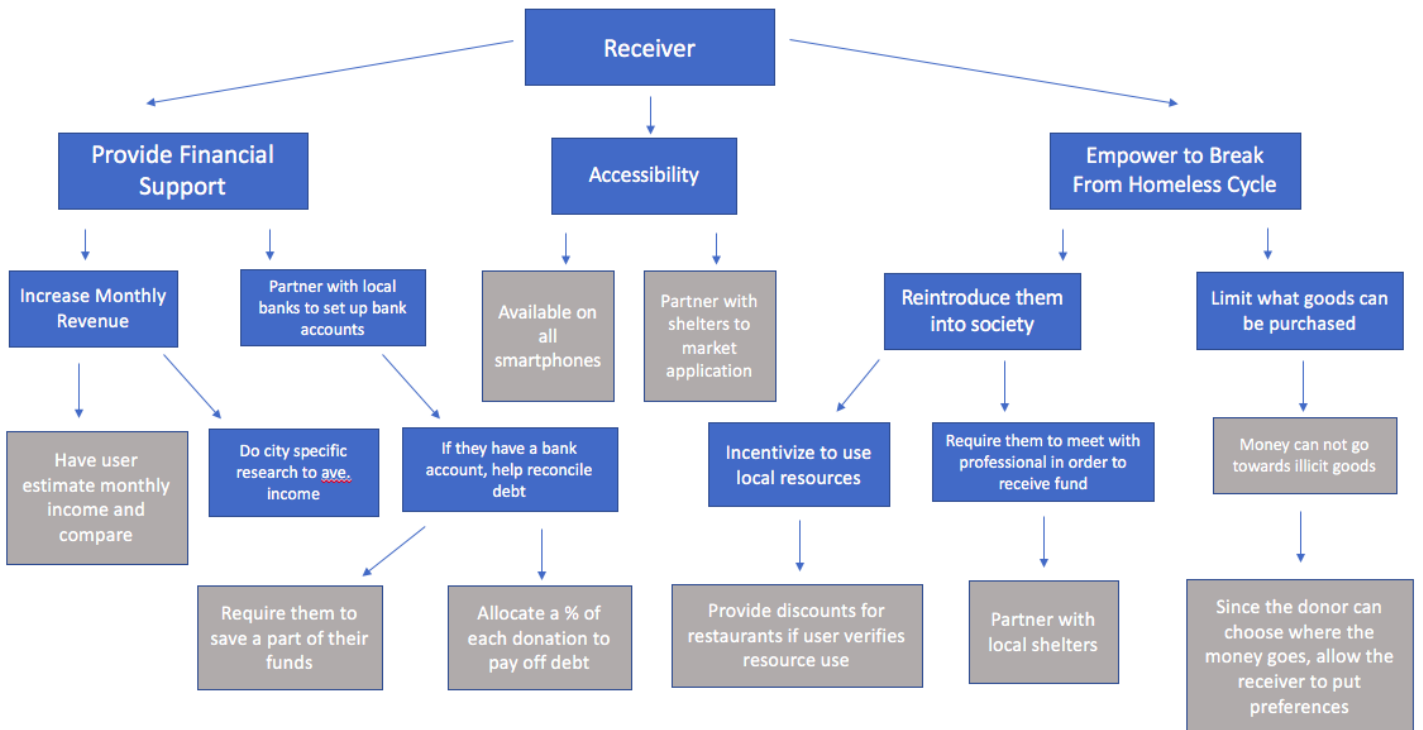 Receiver
Provide Financial
Support
Accessibility
Empower to Break
From Homeless Cycle
Increase Monthly
Revenue
Partner with local
banks to set up bank
accounts
Available on
all
smartphones
Partner with
shelters to
market
application
Reintroduce them
into society
Limit what goods can
be purchased
Have user
estimate monthly
income and
compare
Do city specific
research to ave.
income
If they have a bank
account, help reconcile
debt
Incentivize to use
local resources
Require them to meet with
professional in order to
receive fund
Money can not go
towards illicit goods
Require them to
save a part of their
funds
Allocate a % of
each donation to
pay off debt
Provide discounts for
restaurants if user verifies
resource use
Partner with
local shelters
Since the donor can
choose where the
money goes, allow the
receiver to put
preferences